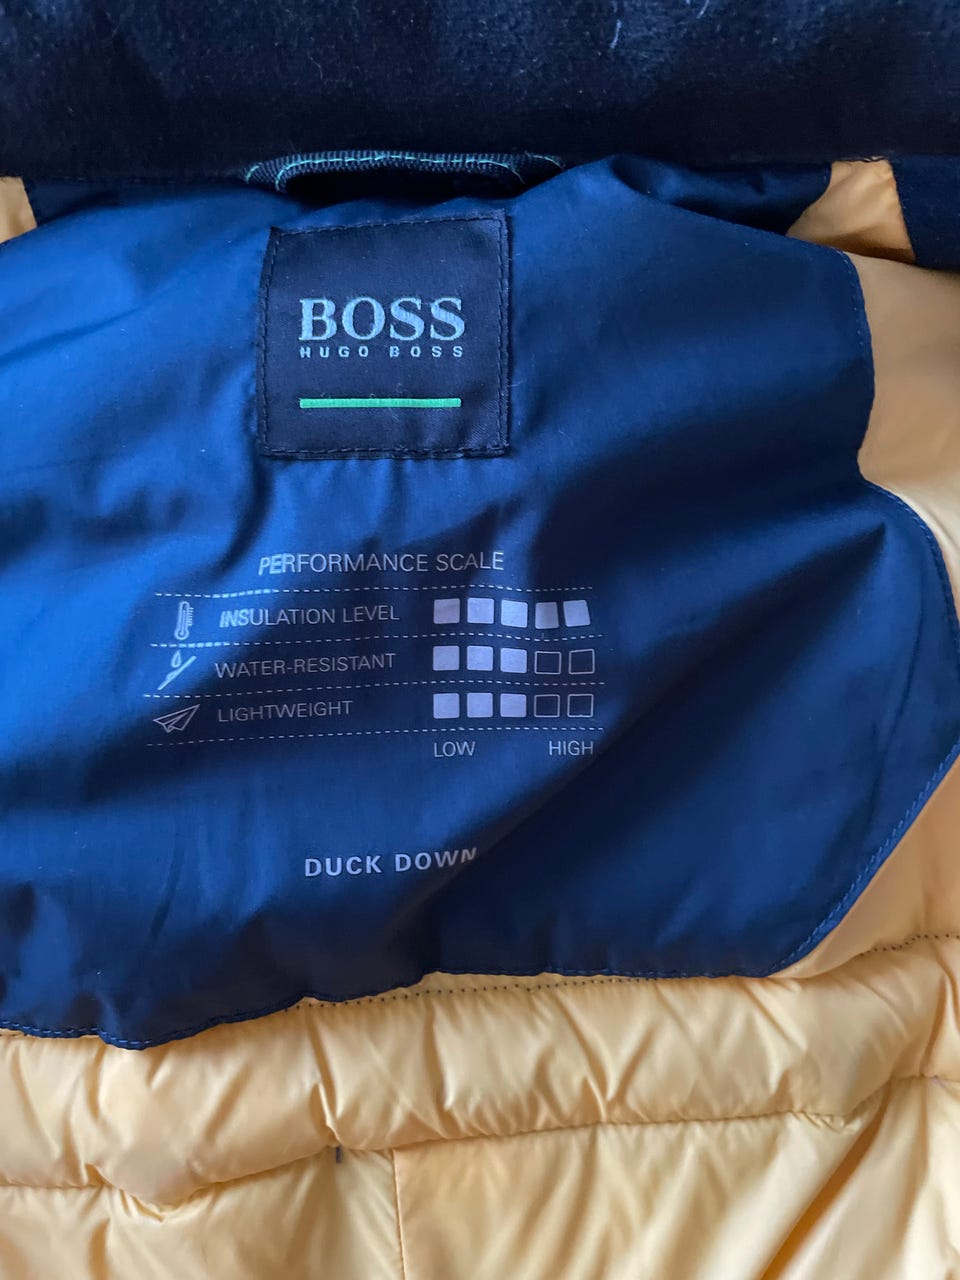 BOSS
HUGO BOSS
PERFORMANCE SCALE
INSULATION LEVEL
WATER-RESISTANT
LIGHTWEIGHT
LOW HIGH
DUCK DOWN